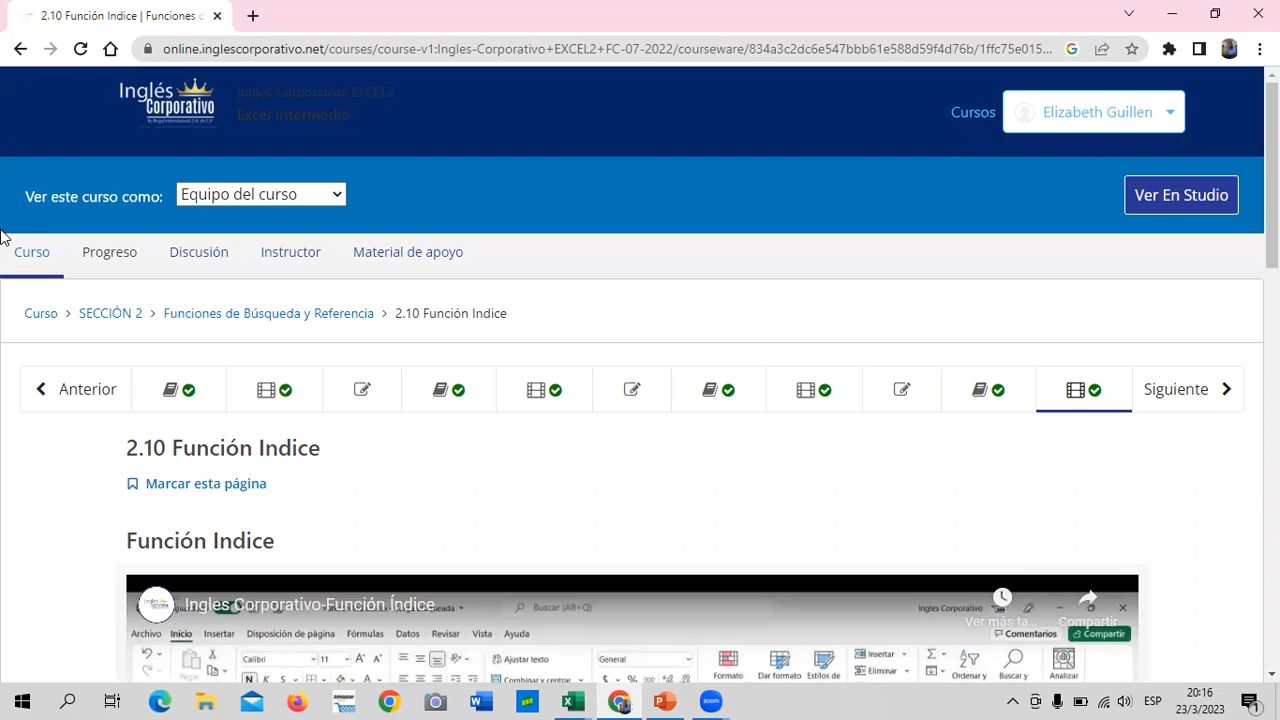 2.10 Función Indice | Funciones d
online.inglescorporativo.net/courses/course-v1:Ingles-Corporativo+EXCEL2+FC-07-2022/courseware/834a3c2dc6e547bbb61e588d59f4d76b/1ffc75e015...
Inglés
Corporativo
Ingles-Corporativo: EXCEL2
Excel Intermedio
Cursos
Elizabeth Guillen
Ver este curso como:
Equipo del curso
Ver En Studio
Curso
Progreso
Discusión
Instructor
Material de apoyo
Curso > SECCIÓN 2 > Funciones de Búsqueda y Referencia > 2.10 Función Indice
Anterior
Siguiente
2.10 Función Indice
Marcar esta página
Función Indice
Ingles Corporativo-Función Índice
Buscar (Alt+Q)
Ingles Corporativo
Ver más ta...
Compartir
Archivo Inicio Insertar Disposición de página Fórmulas Datos Revisar Vista Ayuda
Comentarios
Compartir
Calibri
11
Ajustar texto
General
Insertar
Eliminar
Combinar y centrar
Formato
Dar formato
Estilos de
Ordenar y
Buscar y
Analizar
ESP
20:16
23/3/2023